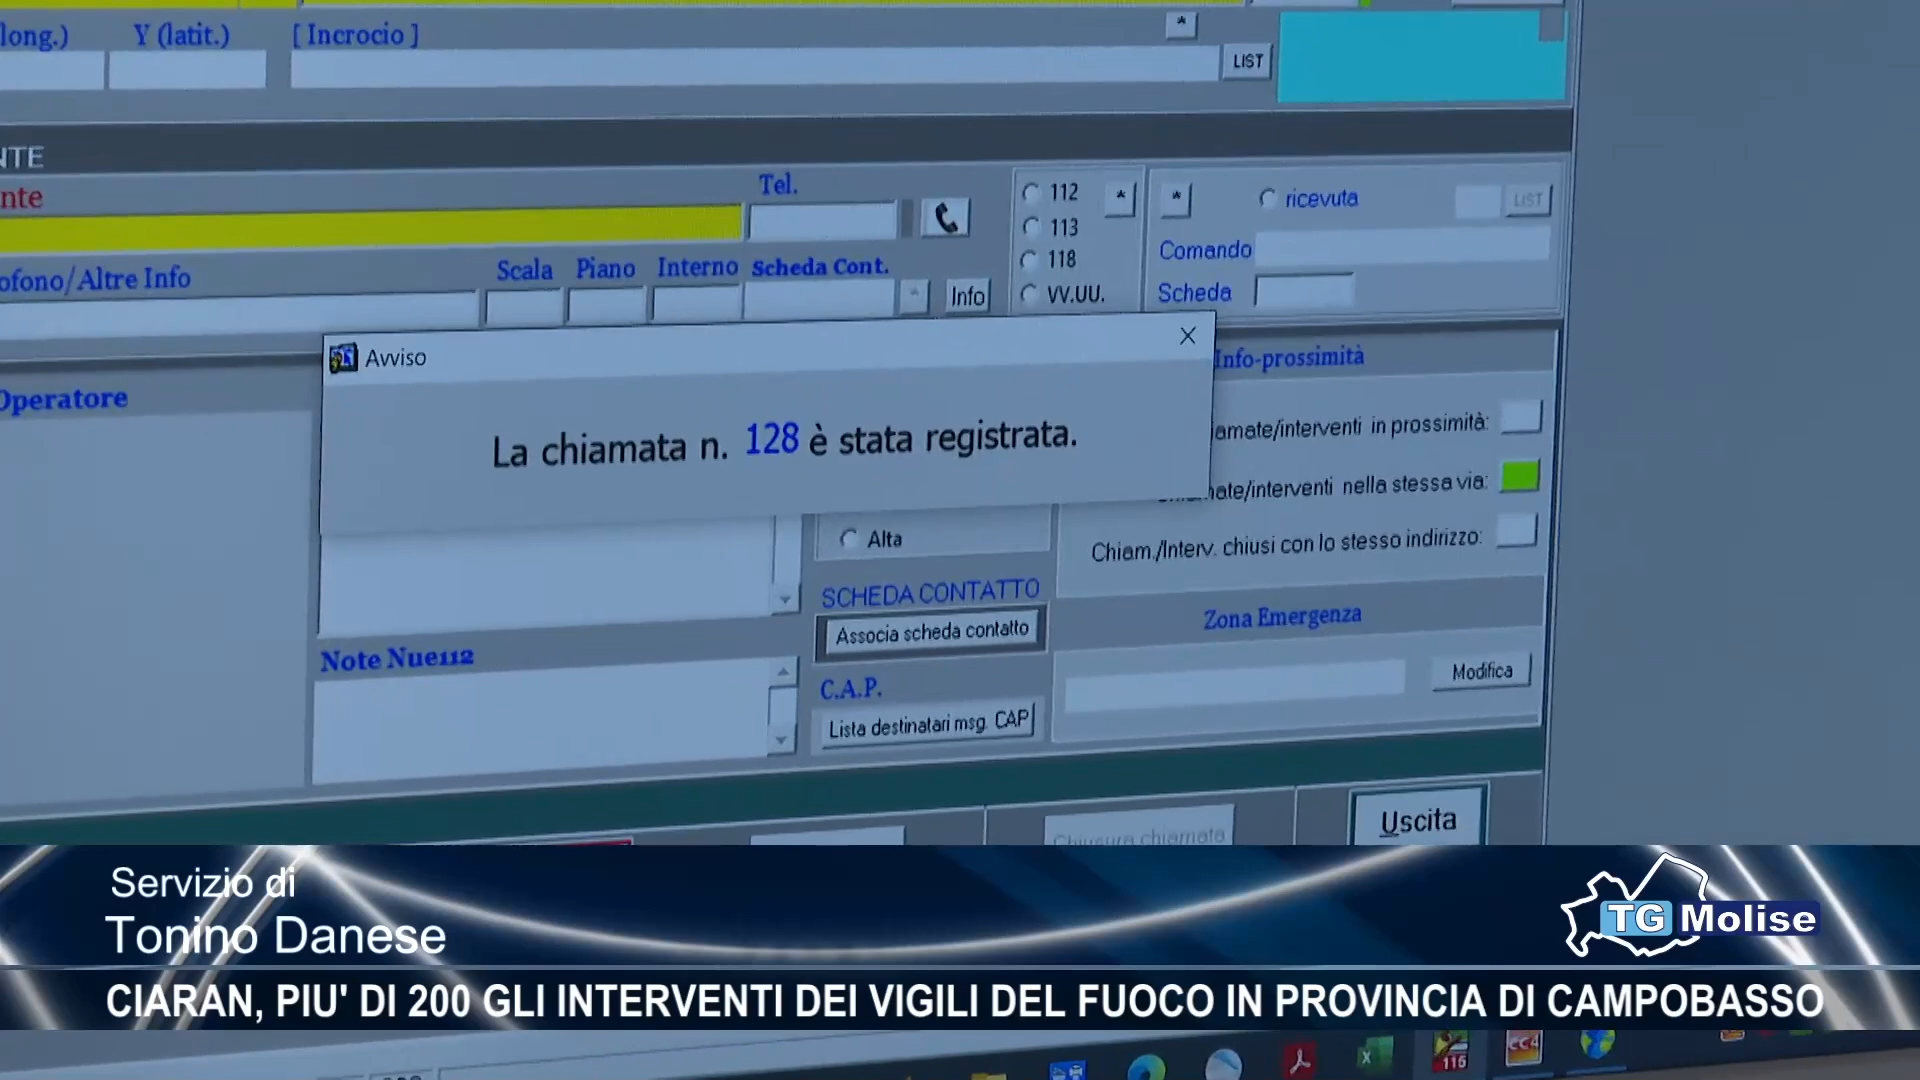 long.) Y (latit.) [ Incrocio ] *
LIST
NTE
nte Tel. 112 * * ricevuta LIST
113
Comando
ofono/Altre Info Scala Piano Interno Scheda Cont. 118
* Info VV.UU. Scheda
Avviso
Info-prossimità
Operatore
La chiamata n. 128 è stata registrata.
amate/interventi in prossimità:
ate/interventi nella stessa via:
Alta
Chiam./Interv. chiusi con lo stesso indirizzo:
SCHEDA CONTATTO
Zona Emergenza
Associa scheda contatto
Note Nue112
Modifica
C.A.P.
Lista destinatari msg. CAP
Chiusura chiamata
Uscita
Servizio di
Tonino Danese
TG Molise
CIARAN, PIU' DI 200 GLI INTERVENTI DEI VIGILI DEL FUOCO IN PROVINCIA DI CAMPOBASSO
115